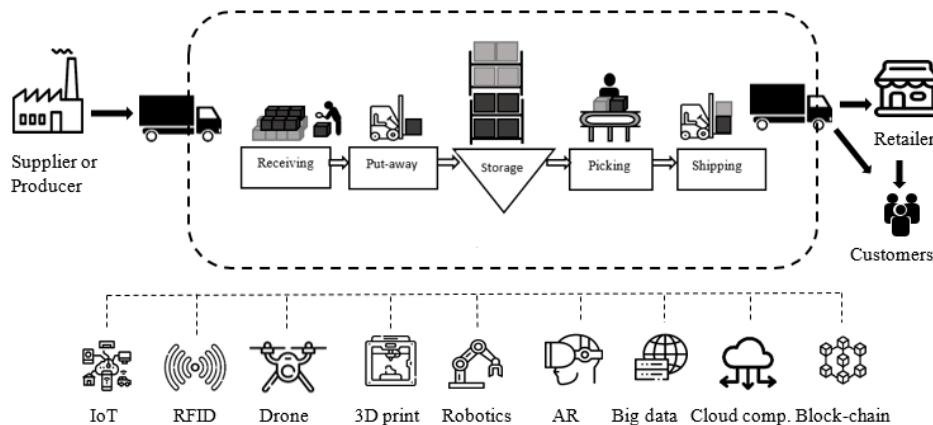 Supplier or
Producer
Receiving
Put-away
Storage
Picking
Shipping
Retailer
Customers
IoT
RFID
Drone
3D print
Robotics
AR
Big data
Cloud comp.
Block-chain